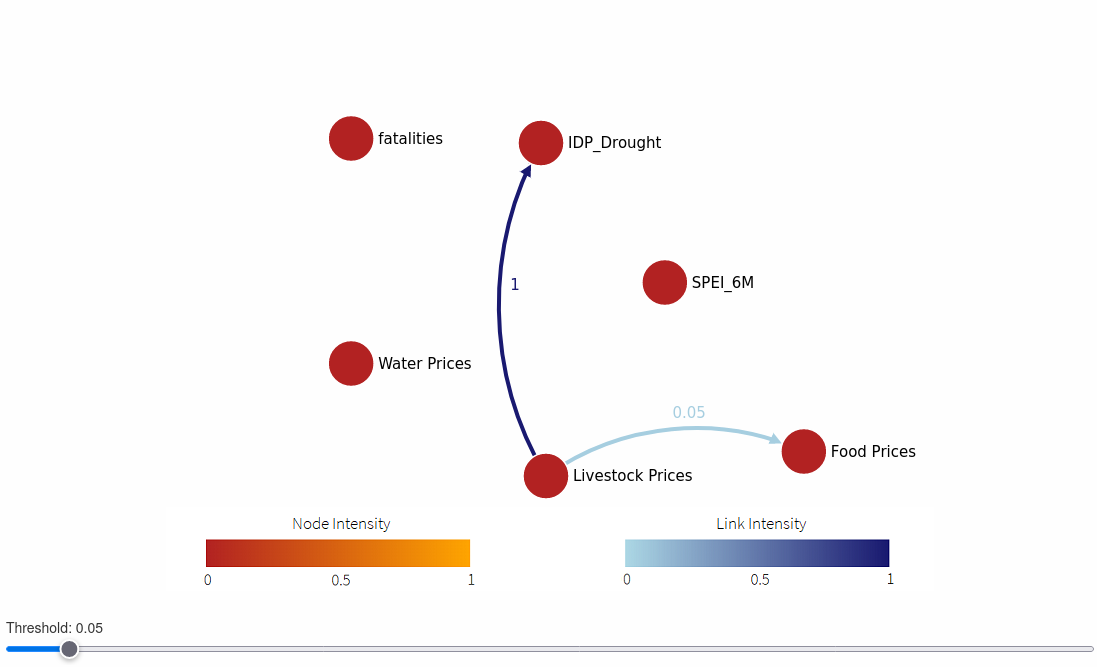 fatalities
IDP_Drought
SPEI_6M
1
Water Prices
0.05
Food Prices
Livestock Prices
Node Intensity
0 0.5 1
Link Intensity
0 0.5 1
Threshold: 0.05